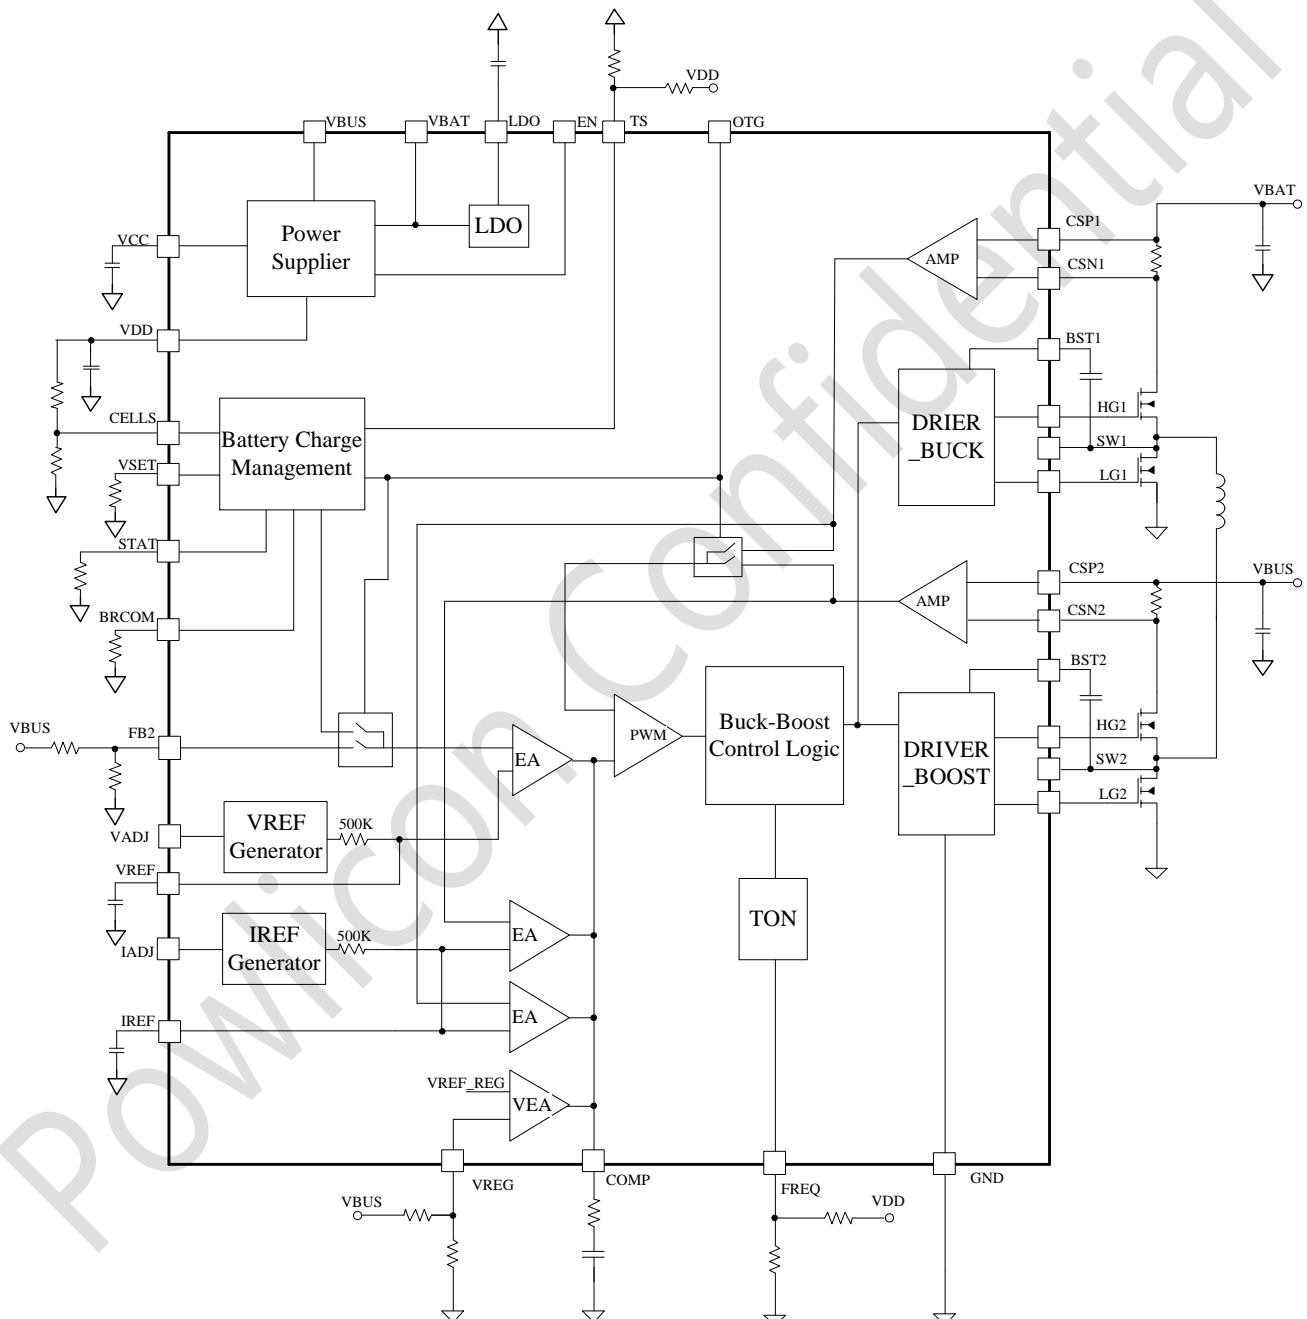 VDD
VBUS
VBAT
LDO
EN
TS
OTG
VBAT
CSP1
Power
Supplier
LDO
VCC
AMP
CSN1
VDD
BST1
CELLS
Battery Charge
Management
DRIER
_BUCK
HG1
SW1
VSET
LG1
STAT
CSP2
VBUS
AMP
CSN2
BRCOM
BST2
VBUS
FB2
EA
PWM
Buck-Boost
Control Logic
DRIVER
_BOOST
HG2
SW2
LG2
VADJ
VREF
Generator
500K
VREF
IADJ
IREF
Generator
500K
EA
TON
IREF
EA
VREF_REG
VEA
VREG
COMP
FREQ
GND
VBUS
VDD
Powlicon Confidential